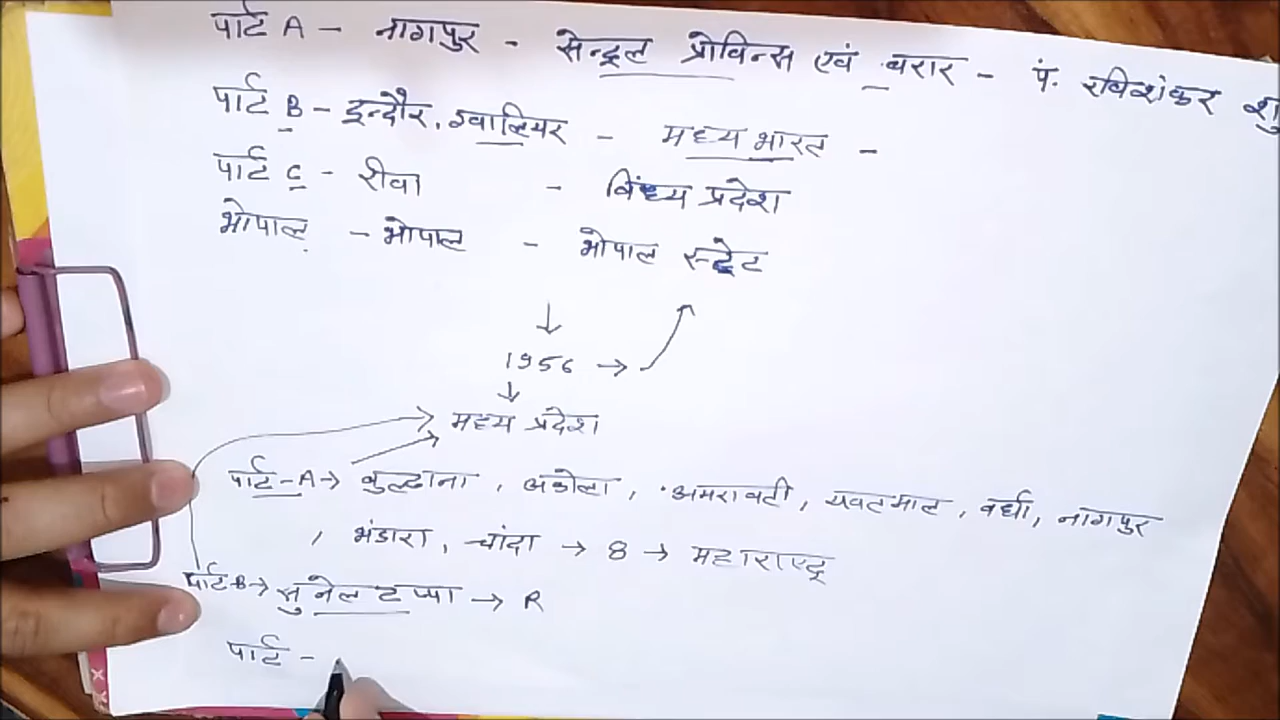 पार्ट A - नागपुर - सेन्ट्रल प्रोविन्स एवं बरार - पं. रविशंकर शु
पार्ट B - इन्दौर, ग्वालियर - मध्य भारत -
पार्ट C - रीवा - विंध्य प्रदेश
भोपाल - भोपाल - भोपाल स्टेट
↓
1956 →
↓
मध्य प्रदेश
पार्ट-A → बुल्ढाना, अकोला, अमरावती, यवटमाल, वर्धा, नागपुर
, भंडारा, चांदा → 8 → महाराष्ट्र
पार्ट-B → सुनेल टप्पा → R
पार्ट -